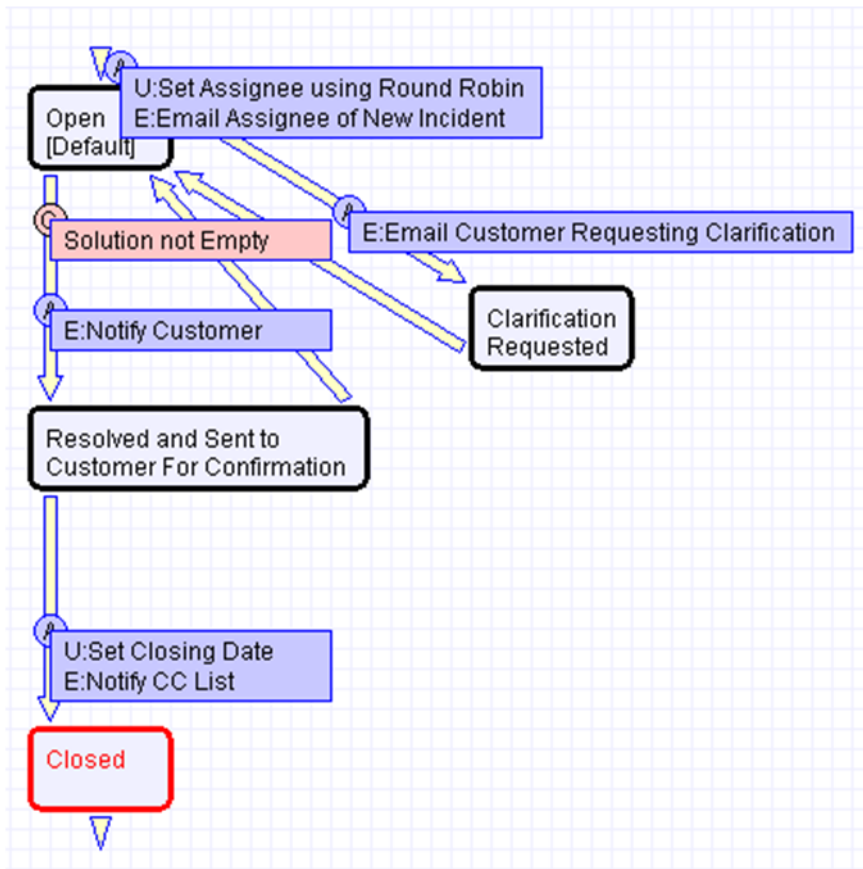 A
U:Set Assignee using Round Robin
E:Email Assignee of New Incident
Open
[Default]
A
E:Email Customer Requesting Clarification
C
Solution not Empty
A
E:Notify Customer
Clarification
Requested
Resolved and Sent to
Customer For Confirmation
A
U:Set Closing Date
E:Notify CC List
Closed